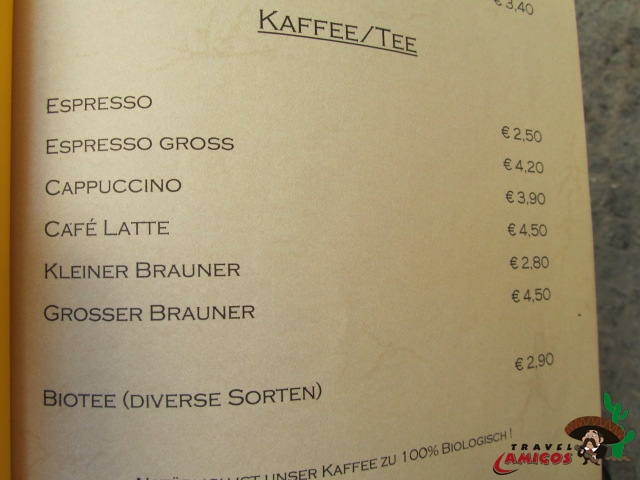 € 3,40
KAFFEE/TEE
ESPRESSO € 2,50
ESPRESSO GROSS € 4,20
CAPPUCCINO € 3,90
CAFÉ LATTE € 4,50
KLEINER BRAUNER € 2,80
GROSSER BRAUNER € 4,50
BIOTEE (DIVERSE SORTEN) € 2,90
IST UNSER KAFFEE ZU 100% BIOLOGISCH !
TRAVEL
AMIGOS